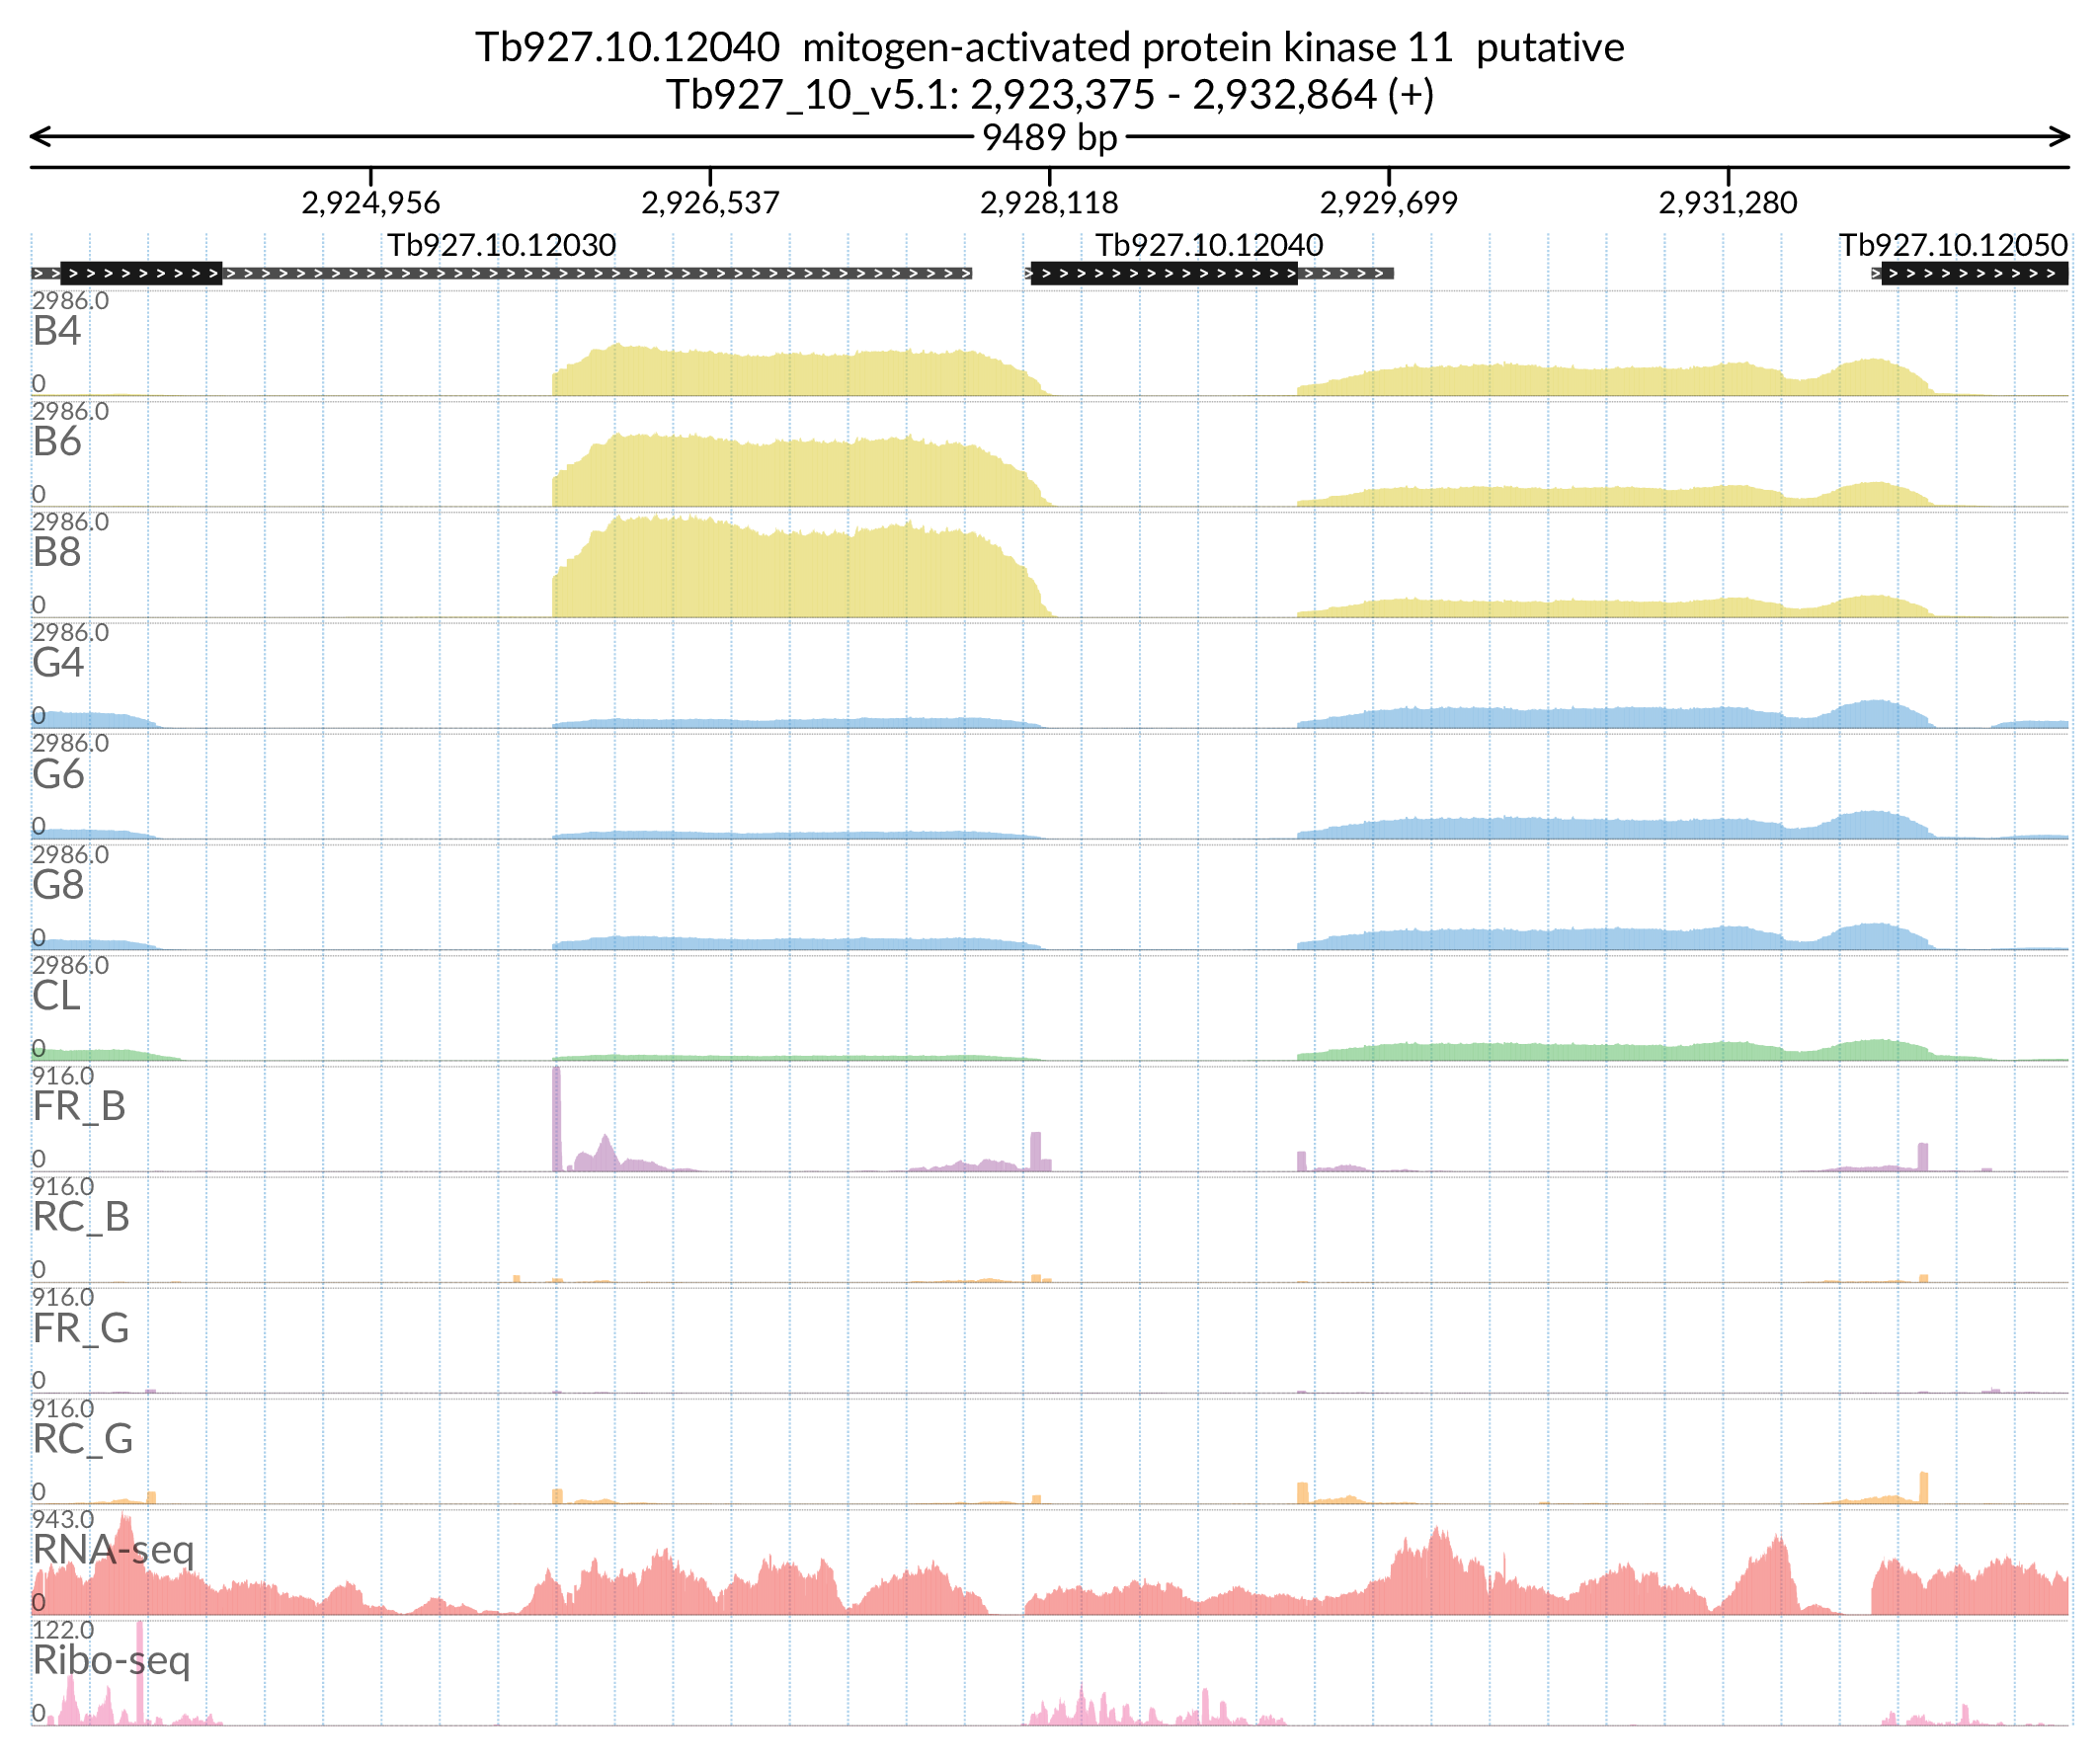 Tb927.10.12040 mitogen-activated protein kinase 11 putative
Tb927_10_v5.1: 2,923,375 - 2,932,864 (+)
9489 bp
2,924,956 2,926,537 2,928,118 2,929,699 2,931,280
Tb927.10.12030 Tb927.10.12040 Tb927.10.12050
2986.0
B4
0
2986.0
B6
0
2986.0
B8
0
2986.0
G4
0
2986.0
G6
0
2986.0
G8
0
2986.0
CL
0
916.0
FR_B
0
916.0
RC_B
0
916.0
FR_G
0
916.0
RC_G
0
943.0
RNA-seq
0
122.0
Ribo-seq
0